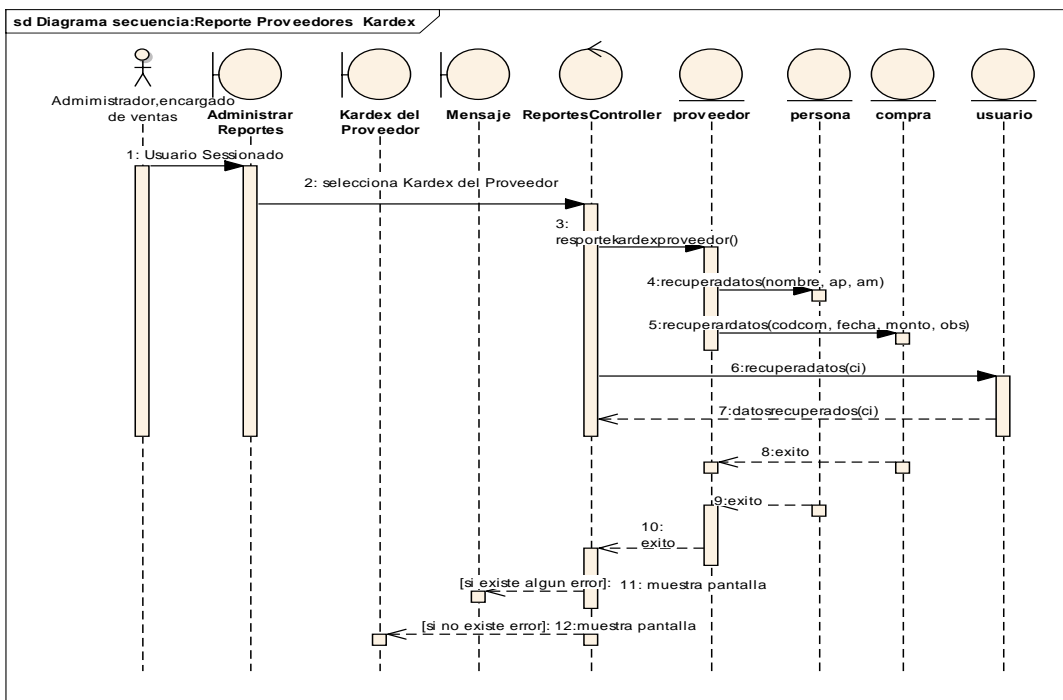 sd Diagrama secuencia:Reporte Proveedores Kardex
Admimistrador,encargado
de ventas
Administrar
Reportes
Kardex del
Proveedor
Mensaje
ReportesController
proveedor
persona
compra
usuario
1: Usuario Sessionado
2: selecciona Kardex del Proveedor
3:
resportekardexproveedor()
4:recuperadatos(nombre, ap, am)
5:recuperardatos(codcom, fecha, monto, obs)
6:recuperadatos(ci)
7:datosrecuperados(ci)
8:exito
9:exito
10:
exito
[si existe algun error]: 11: muestra pantalla
[si no existe error]: 12:muestra pantalla